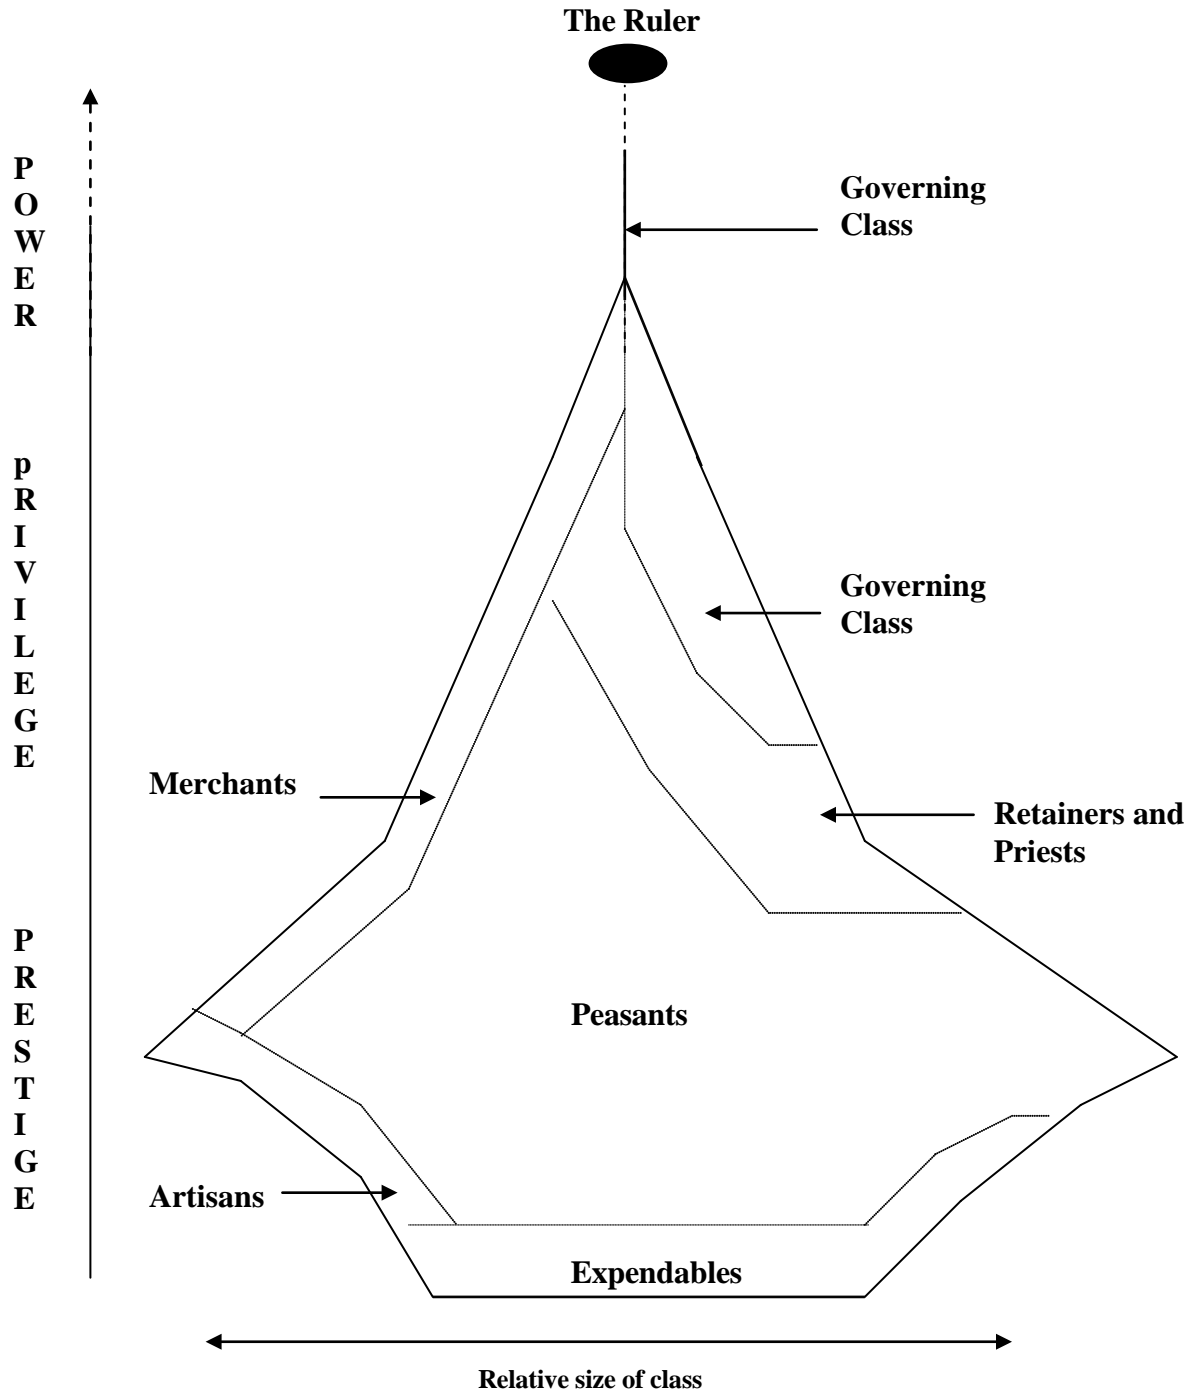 The Ruler
P
O
W
E
R
Governing
Class
p
R
I
V
I
L
E
G
E
Governing
Class
Merchants
Retainers and
Priests
P
R
E
S
T
I
G
E
Peasants
Artisans
Expendables
Relative size of class